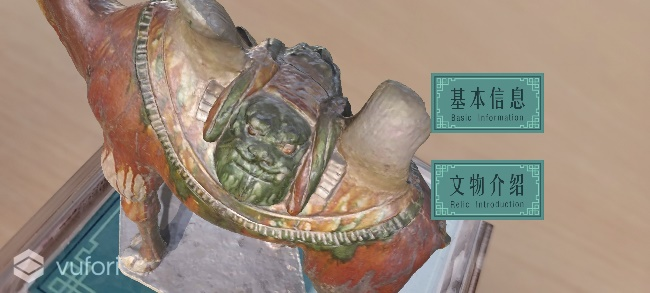 基本信息
Basic Information
文物介绍
Relic Introduction
vufori